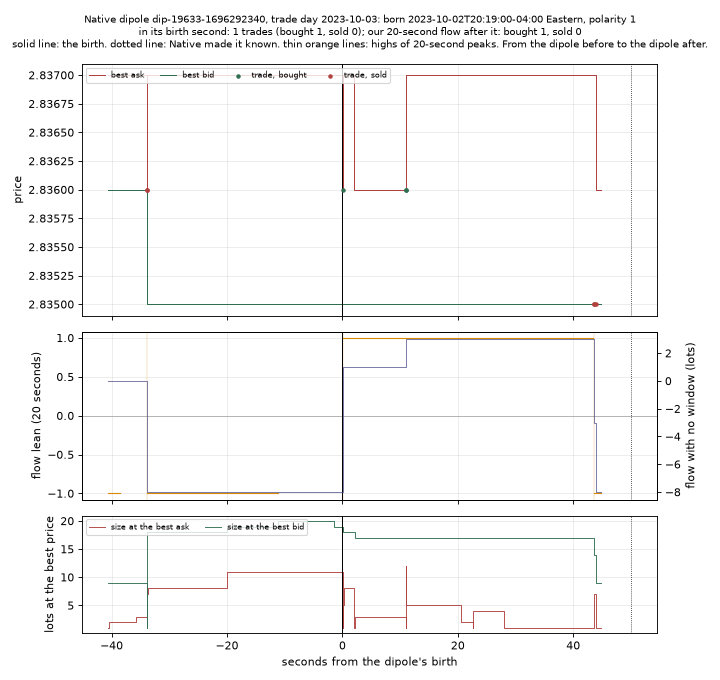 Native dipole dip-19633-1696292340, trade day 2023-10-03: born 2023-10-02T20:19:00-04:00 Eastern, polarity 1
in its birth second: 1 trades (bought 1, sold 0); our 20-second flow after it: bought 1, sold 0
solid line: the birth. dotted line: Native made it known. thin orange lines: highs of 20-second peaks. From the dipole before to the dipole after.
best ask best bid trade, bought trade, sold
2.83700
2.83675
2.83650
2.83625
2.83600
2.83575
2.83550
2.83525
2.83500
price
1.0
0.5
0.0
−0.5
−1.0
flow lean (20 seconds)
2
0
−2
−4
−6
−8
flow with no window (lots)
size at the best ask size at the best bid
20
15
10
5
lots at the best price
−40 −20 0 20 40
seconds from the dipole's birth